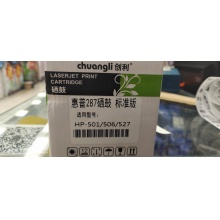 chuangli 创利
LASERJET PRINT
CARTRIDGE
硒鼓
惠普287硒鼓 标准版
适用型号:
HP-501/506/527